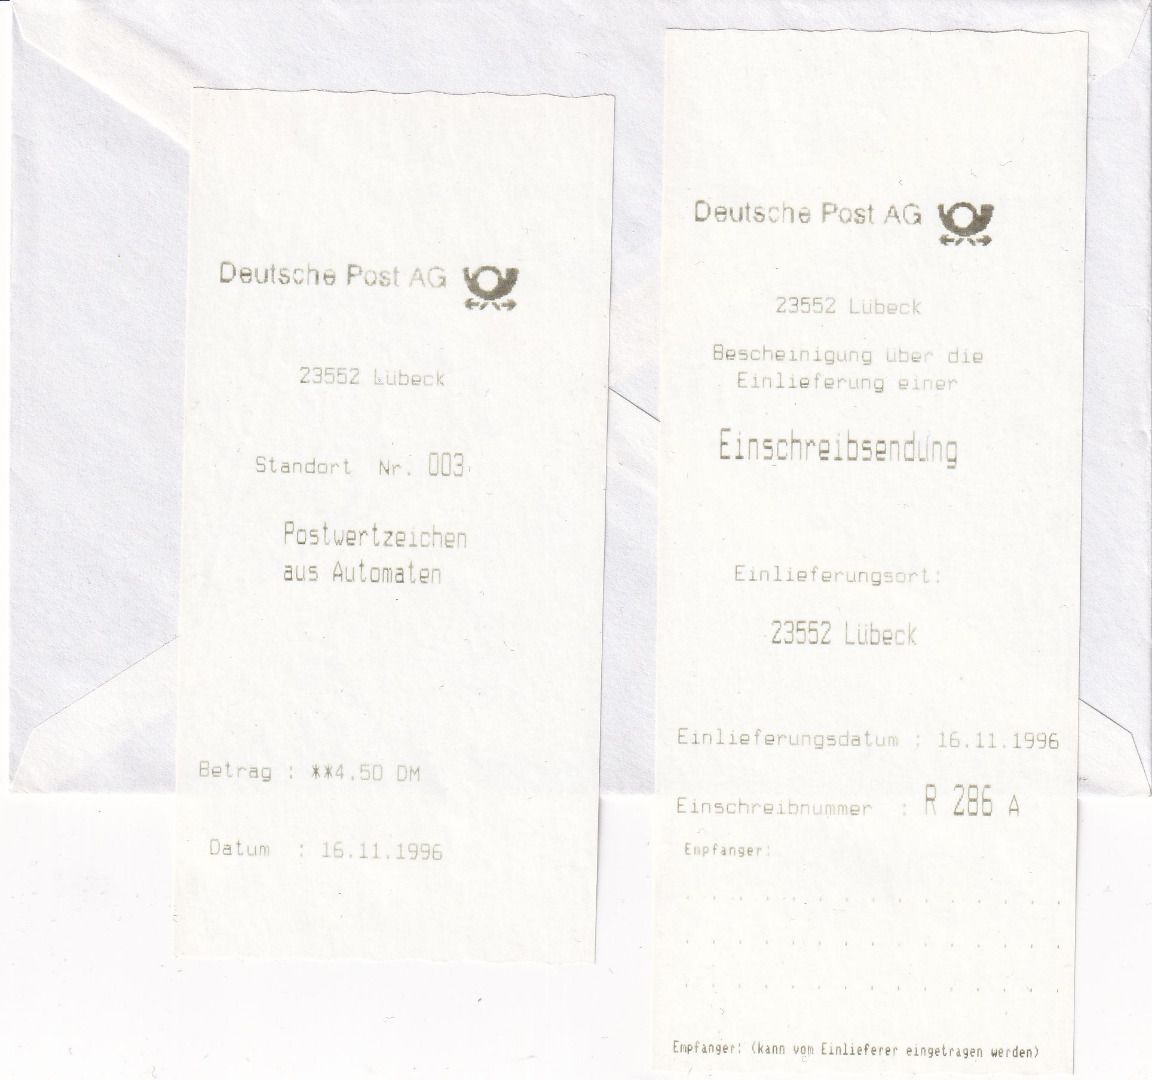 Deutsche Post AG
23552 Lübeck
Standort Nr. 003
Postwertzeichen
aus Automaten
Betrag : **4.50 DM
Datum : 16.11.1996
Deutsche Post AG
23552 Lübeck
Bescheinigung über die
Einlieferung einer
Einschreibsendung
Einlieferungsort:
23552 Lübeck
Einlieferungsdatum : 16.11.1996
Einschreibnummer : R 286 A
Empfanger:
Empfanger: (kann vom Einlieferer eingetragen werden)